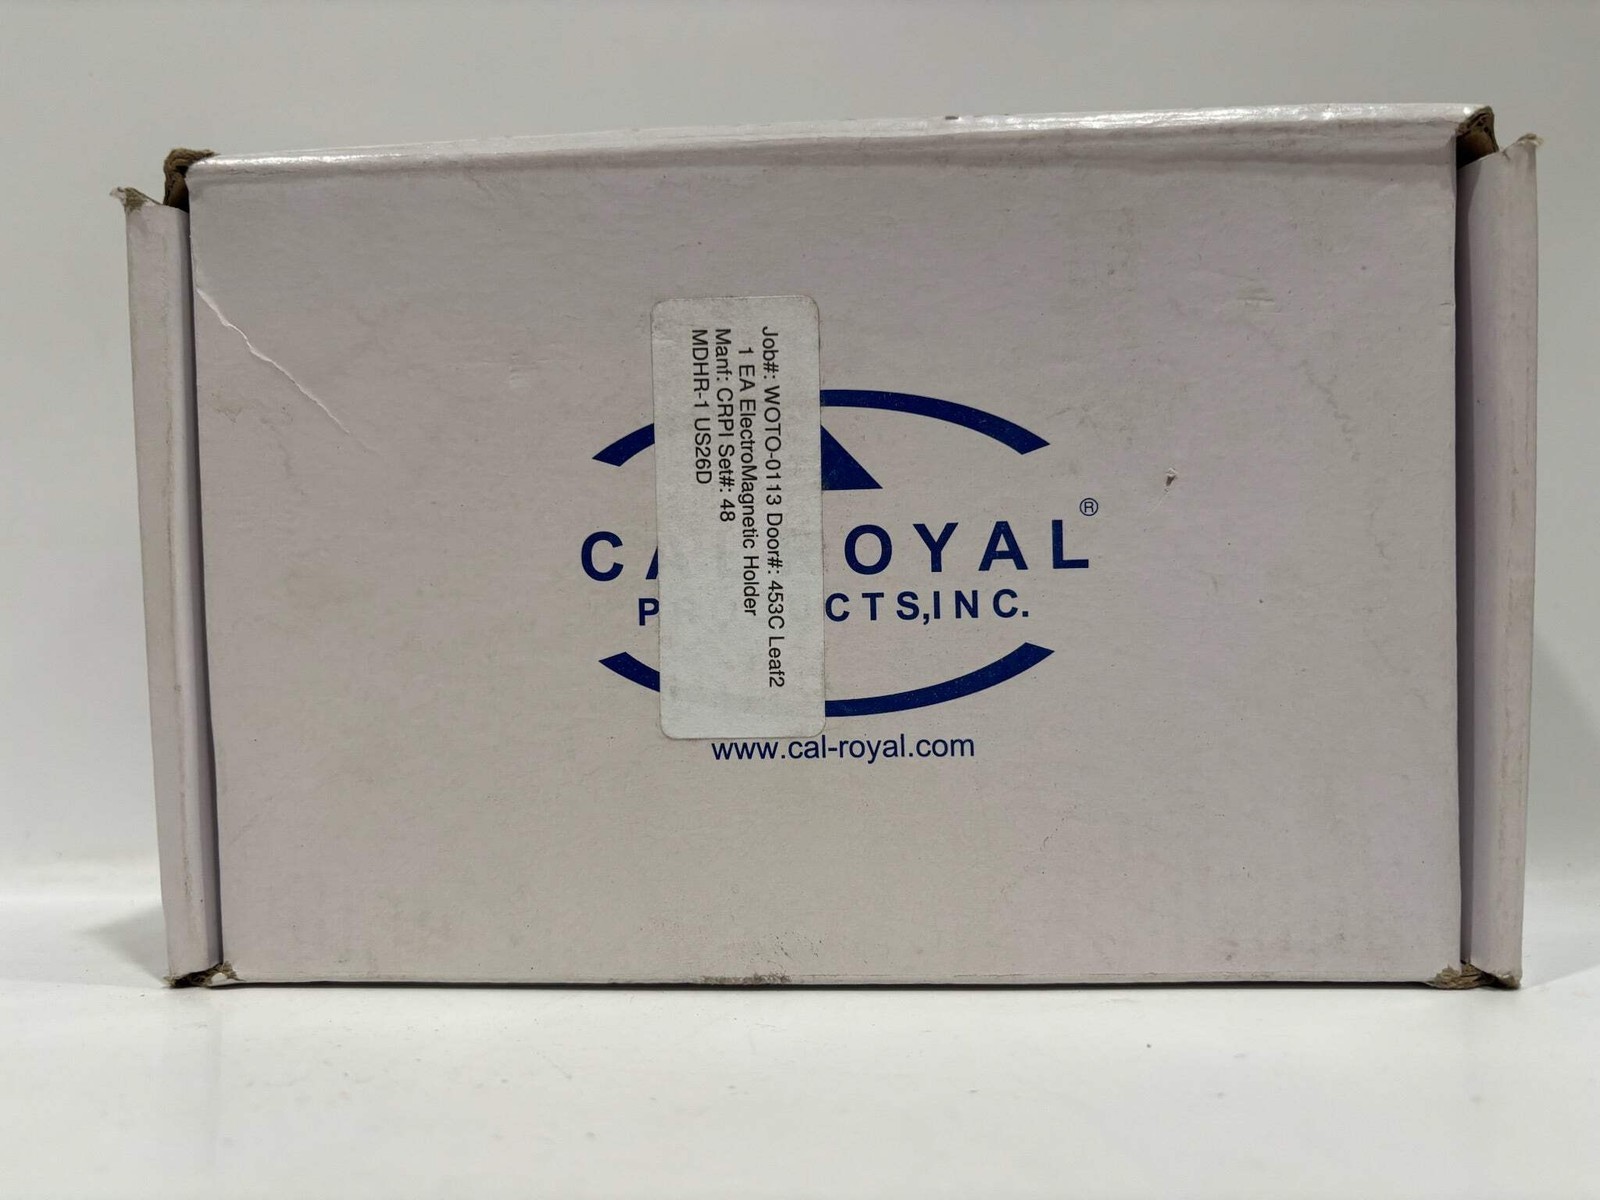 Job#: WOTO-0113 Door#: 453C Leaf2
1 EA ElectroMagnetic Holder
Manf: CRPI Set#: 48
MDHR-1 US26D
OYAL®
CTS,INC.
www.cal-royal.com